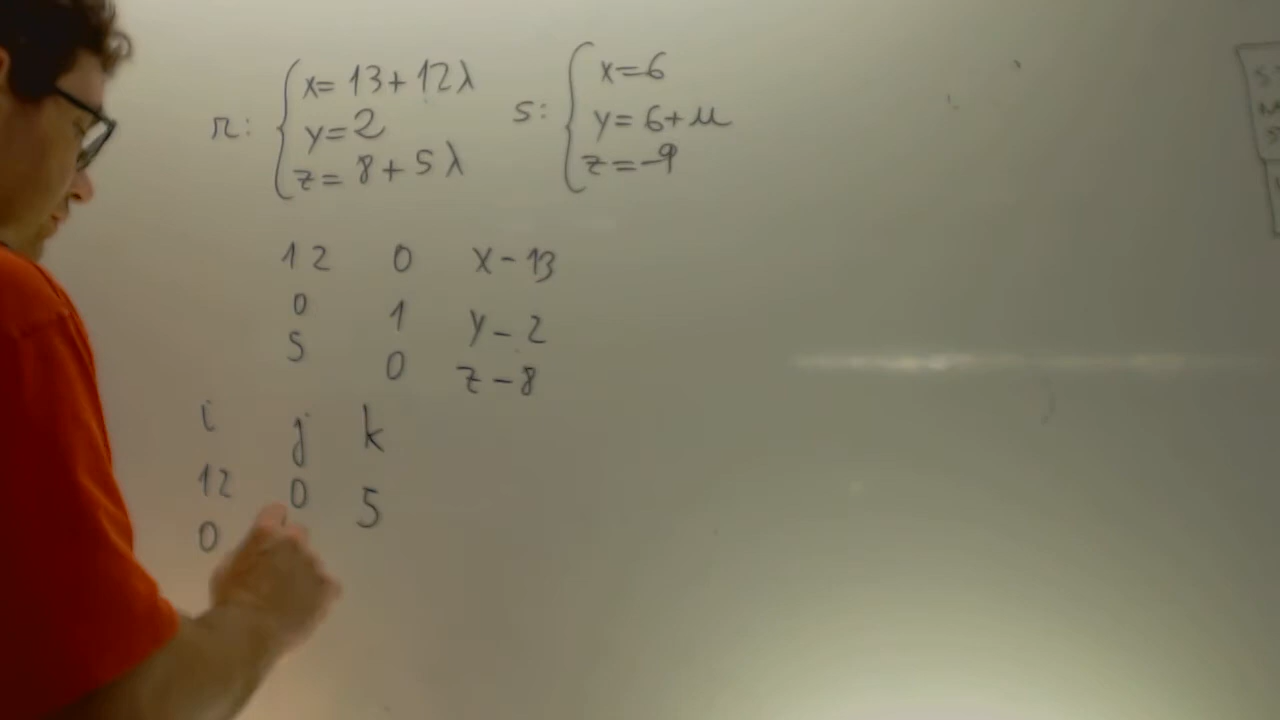 r: { x= 13+12λ
y=2
z= 8+5λ
s: { x=6
y= 6+μ
z=-9
12 0 x-13
0 1 y-2
5 0 z-8
i j k
12 0 5
0